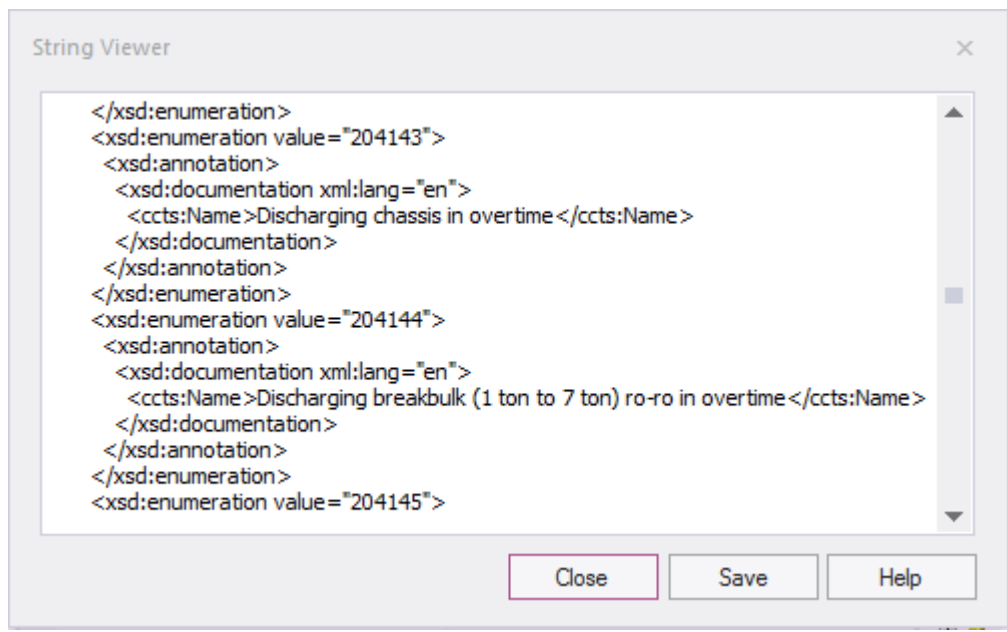 String Viewer
</xsd:enumeration>
<xsd:enumeration value="204143">
<xsd:annotation>
<xsd:documentation xml:lang="en">
<ccts:Name>Discharging chassis in overtime</ccts:Name>
</xsd:documentation>
</xsd:annotation>
</xsd:enumeration>
<xsd:enumeration value="204144">
<xsd:annotation>
<xsd:documentation xml:lang="en">
<ccts:Name>Discharging breakbulk (1 ton to 7 ton) ro-ro in overtime</ccts:Name>
</xsd:documentation>
</xsd:annotation>
</xsd:enumeration>
<xsd:enumeration value="204145">
Close Save Help